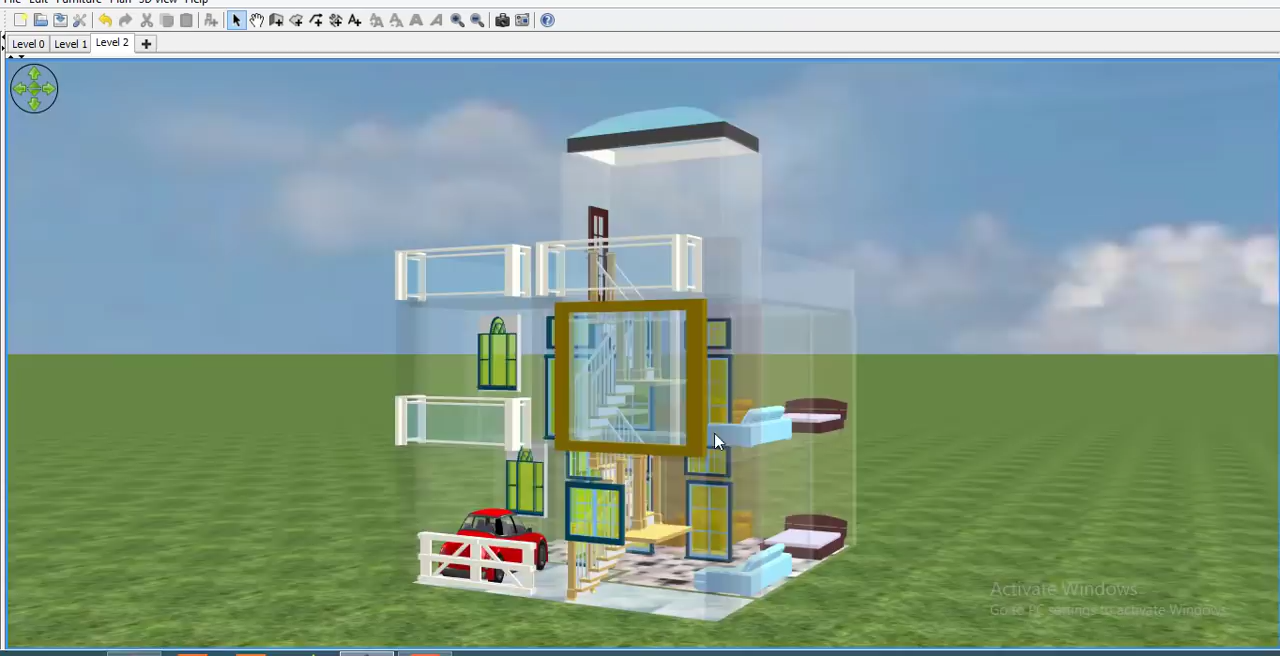 File Edit Furniture Plan 3D view Help
Level 0 Level 1 Level 2
Activate Windows
Go to PC settings to activate Windows.